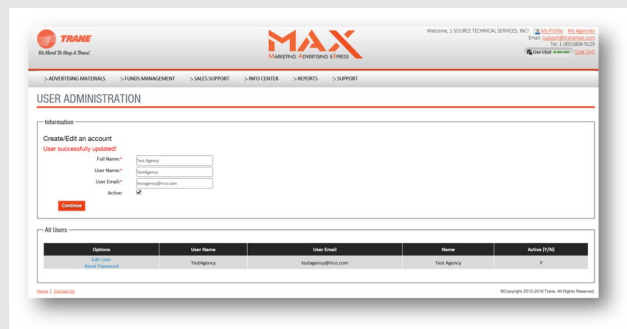 TRANE
It's Hard To Stop A Trane.®
MAX
MARKETING ADVERTISING EXPRESS
Welcome, 1 SOURCE TECHNICAL SERVICES, INC! My Profile My Agencies
Email: support@tranemax.com
Tel: 1 (855)808-9229
Live Chat [Live Chat]
> ADVERTISING MATERIALS > FUNDS MANAGEMENT > SALES SUPPORT > INFO CENTER > REPORTS > SUPPORT
USER ADMINISTRATION
Information
Create/Edit an account
User successfully updated!
Full Name:* Test Agency
User Name:* TestAgency
User Email:* testagency@irco.com
Active:
Continue
All Users
Options User Name User Email Name Active (Y/N)
Edit User
Reset Password TestAgency testagency@irco.com Test Agency Y
Home | Contact Us ©Copyright 2013-2018 Trane. All Rights Reserved.